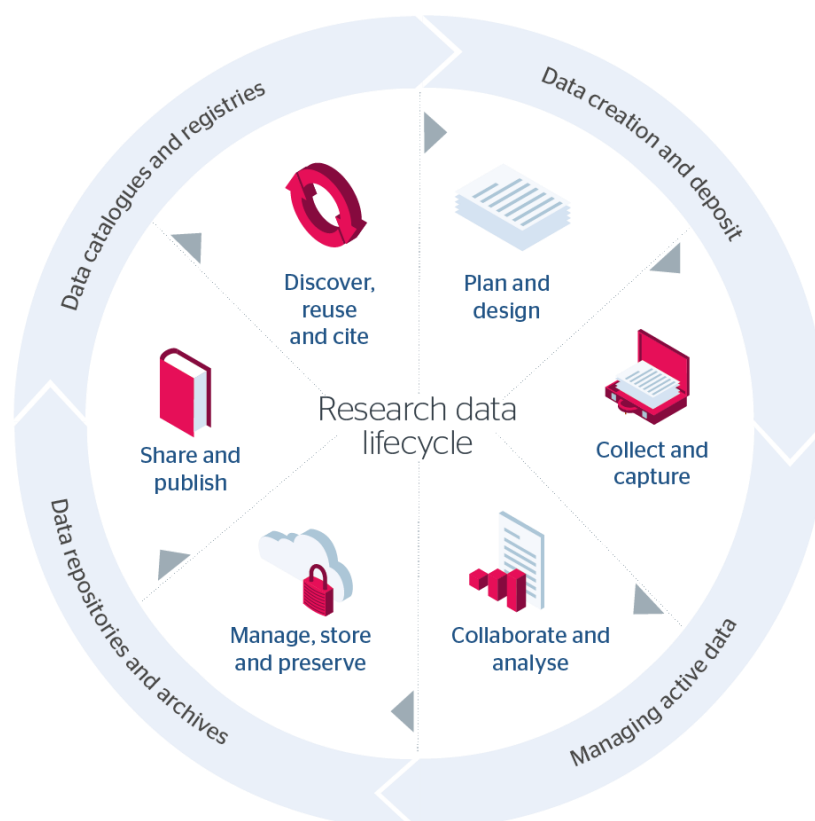 Research data
lifecycle
Plan and
design
Collect and
capture
Collaborate and
analyse
Manage, store
and preserve
Share and
publish
Discover,
reuse
and cite
Data creation and deposit
Managing active data
Data repositories and archives
Data catalogues and registries